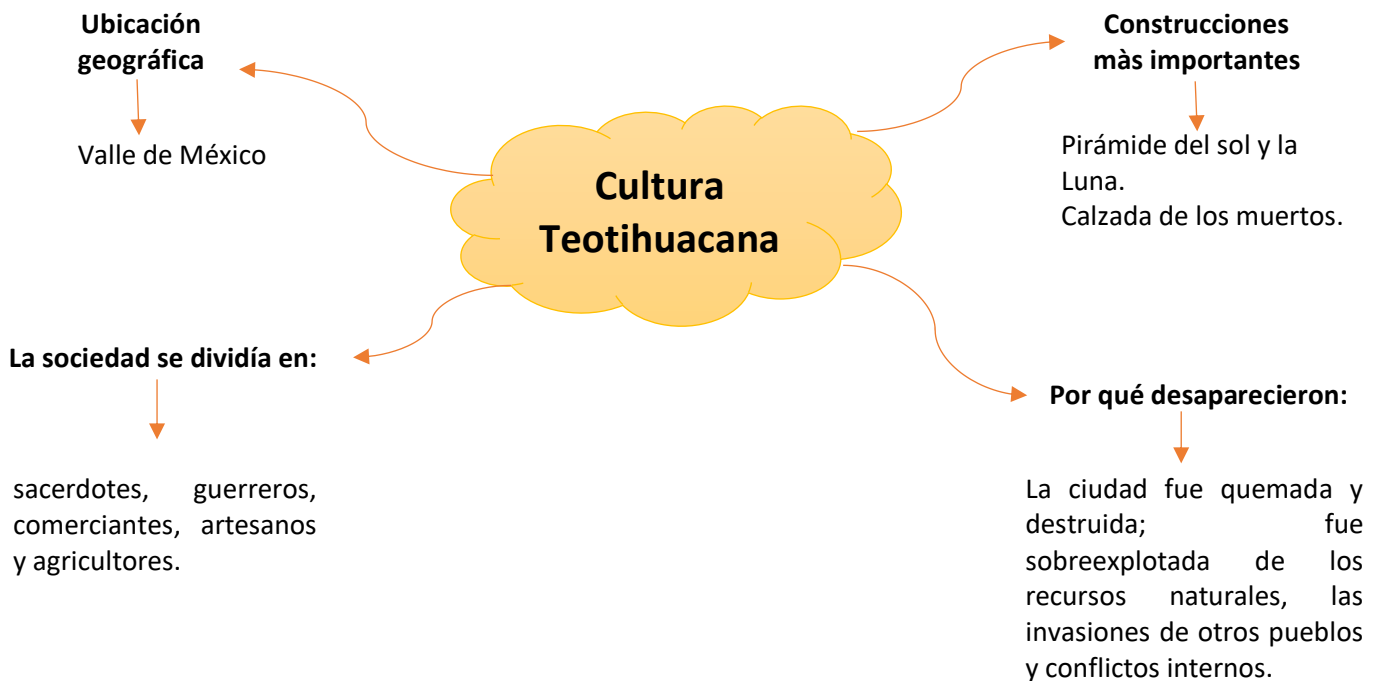 Ubicación
geográfica
Valle de México
Construcciones
màs importantes
Pirámide del sol y la
Luna.
Calzada de los muertos.
Cultura
Teotihuacana
La sociedad se dividía en:
sacerdotes, guerreros,
comerciantes, artesanos
y agricultores.
Por qué desaparecieron:
La ciudad fue quemada y
destruida; fue
sobreexplotada de los
recursos naturales, las
invasiones de otros pueblos
y conflictos internos.